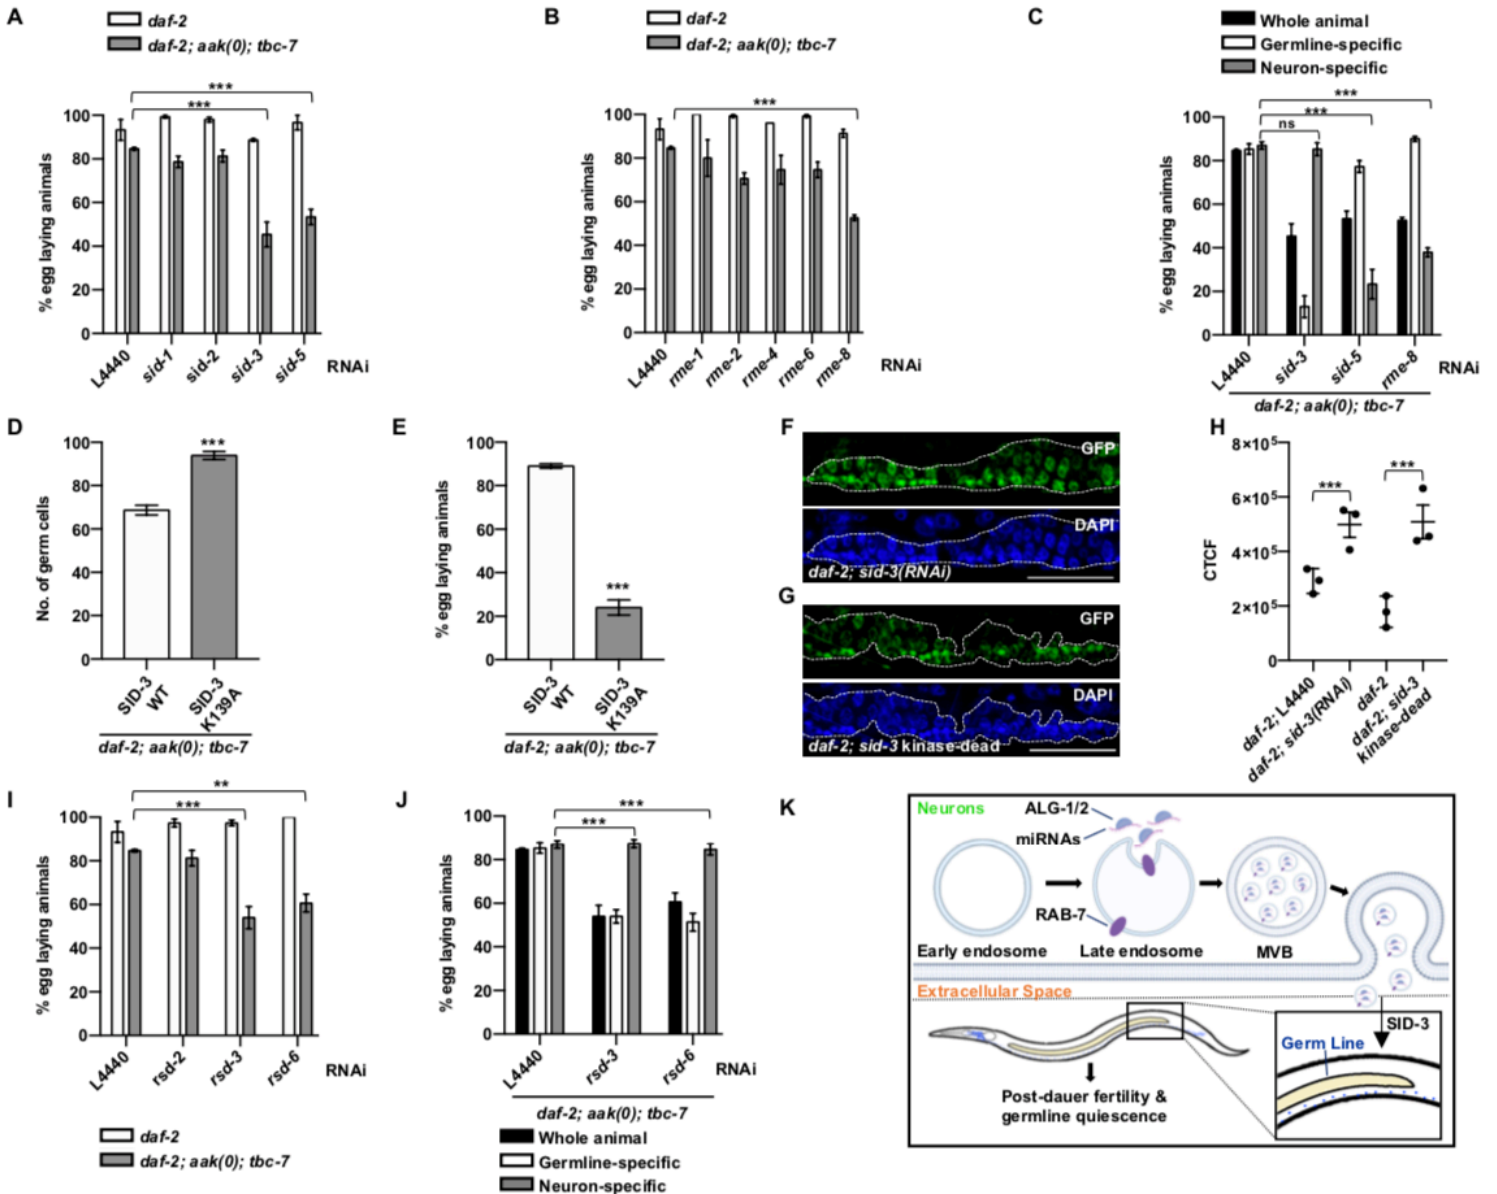 A
daf-2
daf-2; aak(0); tbc-7
% egg laying animals
100
80
60
40
20
0
***
***
L4440
sid-1
sid-2
sid-3
sid-5
RNAi
B
daf-2
daf-2; aak(0); tbc-7
% egg laying animals
100
80
60
40
20
0
***
L4440
rme-1
rme-2
rme-4
rme-6
rme-8
RNAi
C
Whole animal
Germline-specific
Neuron-specific
% egg laying animals
100
80
60
40
20
0
***
***
ns
L4440
sid-3
sid-5
rme-8
RNAi
daf-2; aak(0); tbc-7
D
No. of germ cells
100
80
60
40
20
0
***
SID-3
WT
SID-3
K139A
daf-2; aak(0); tbc-7
E
% egg laying animals
100
80
60
40
20
0
***
SID-3
WT
SID-3
K139A
daf-2; aak(0); tbc-7
F
GFP
DAPI
daf-2; sid-3(RNAi)
G
GFP
DAPI
daf-2; sid-3 kinase-dead
H
CTCF
8×10⁵
6×10⁵
4×10⁵
2×10⁵
0
***
***
daf-2; L4440
daf-2; sid-3(RNAi)
daf-2
daf-2; sid-3
kinase-dead
I
% egg laying animals
100
80
60
40
20
0
**
***
L4440
rsd-2
rsd-3
rsd-6
RNAi
daf-2
daf-2; aak(0); tbc-7
J
% egg laying animals
100
80
60
40
20
0
***
***
L4440
rsd-3
rsd-6
RNAi
daf-2; aak(0); tbc-7
Whole animal
Germline-specific
Neuron-specific
K
Neurons
ALG-1/2
miRNAs
RAB-7
Early endosome
Late endosome
MVB
Extracellular Space
SID-3
Germ Line
Post-dauer fertility &
germline quiescence